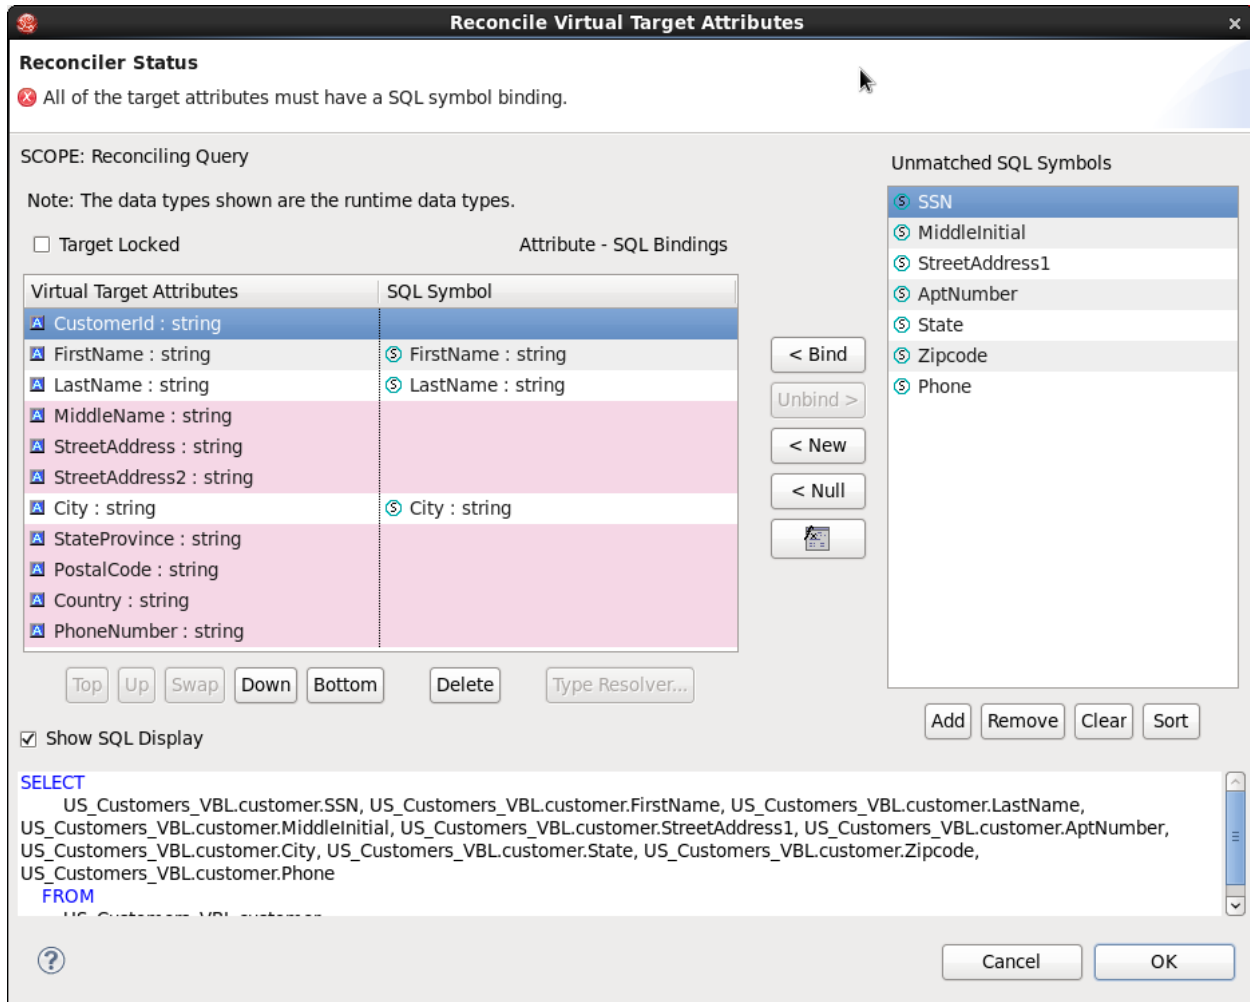 Reconcile Virtual Target Attributes
Reconciler Status
All of the target attributes must have a SQL symbol binding.
SCOPE: Reconciling Query
Note: The data types shown are the runtime data types.
Target Locked
Attribute - SQL Bindings
Virtual Target Attributes SQL Symbol
CustomerId : string
FirstName : string FirstName : string
LastName : string LastName : string
MiddleName : string
StreetAddress : string
StreetAddress2 : string
City : string City : string
StateProvince : string
PostalCode : string
Country : string
PhoneNumber : string
< Bind
Unbind >
< New
< Null
Unmatched SQL Symbols
SSN
MiddleInitial
StreetAddress1
AptNumber
State
Zipcode
Phone
Top Up Swap Down Bottom Delete Type Resolver...
Add Remove Clear Sort
Show SQL Display
SELECT
US_Customers_VBL.customer.SSN, US_Customers_VBL.customer.FirstName, US_Customers_VBL.customer.LastName,
US_Customers_VBL.customer.MiddleInitial, US_Customers_VBL.customer.StreetAddress1, US_Customers_VBL.customer.AptNumber,
US_Customers_VBL.customer.City, US_Customers_VBL.customer.State, US_Customers_VBL.customer.Zipcode,
US_Customers_VBL.customer.Phone
FROM
Cancel OK